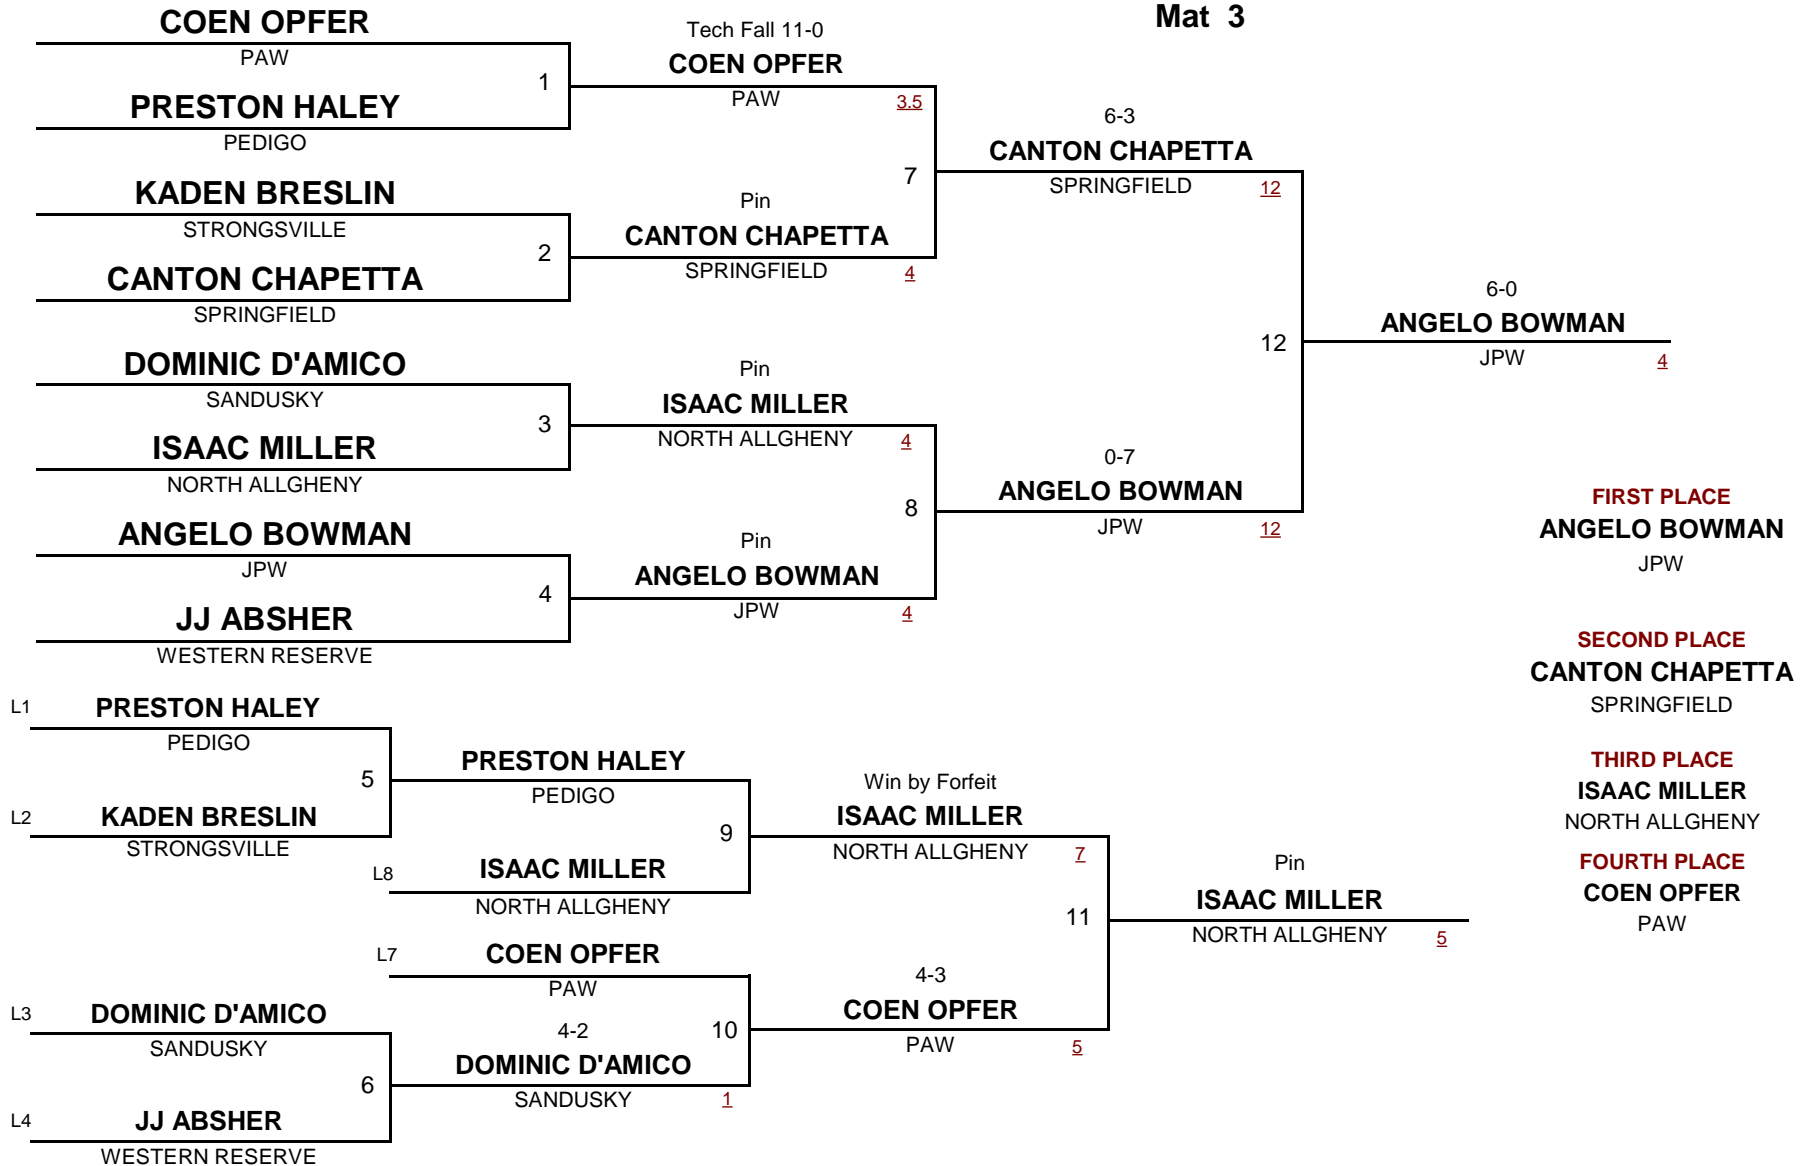 Mat 3
COEN OPFER
PAW
1
PRESTON HALEY
PEDIGO
KADEN BRESLIN
STRONGSVILLE
2
CANTON CHAPETTA
SPRINGFIELD
DOMINIC D'AMICO
SANDUSKY
3
ISAAC MILLER
NORTH ALLGHENY
ANGELO BOWMAN
JPW
4
JJ ABSHER
WESTERN RESERVE
Tech Fall 11-0
COEN OPFER
PAW
3.5
7
Pin
CANTON CHAPETTA
SPRINGFIELD
4
Pin
ISAAC MILLER
NORTH ALLGHENY
4
8
Pin
ANGELO BOWMAN
JPW
4
6-3
CANTON CHAPETTA
SPRINGFIELD
12
12
0-7
ANGELO BOWMAN
JPW
12
6-0
ANGELO BOWMAN
JPW
4
L1
PRESTON HALEY
PEDIGO
5
L2
KADEN BRESLIN
STRONGSVILLE
L3
DOMINIC D'AMICO
SANDUSKY
6
L4
JJ ABSHER
WESTERN RESERVE
PRESTON HALEY
PEDIGO
9
L8
ISAAC MILLER
NORTH ALLGHENY
L7
COEN OPFER
PAW
10
4-2
DOMINIC D'AMICO
SANDUSKY
1
Win by Forfeit
ISAAC MILLER
NORTH ALLGHENY
7
11
4-3
COEN OPFER
PAW
5
Pin
ISAAC MILLER
NORTH ALLGHENY
5
FIRST PLACE
ANGELO BOWMAN
JPW
SECOND PLACE
CANTON CHAPETTA
SPRINGFIELD
THIRD PLACE
ISAAC MILLER
NORTH ALLGHENY
FOURTH PLACE
COEN OPFER
PAW